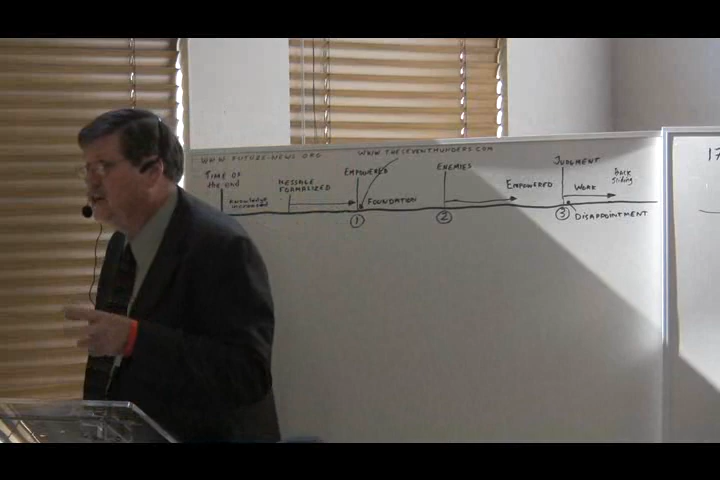 WWW.FUTURE-NEWS.ORG
WWW.THESEVENTHUNDERS.COM
TIME OF
the end
Knowledge
increased
MESSAGE
FORMALIZED
EMPOWERED
FOUNDATION
1
ENEMIES
2
EMPOWERED
JUDGMENT
WORK
Back
Sliding
3
DISAPPOINTMENT
17